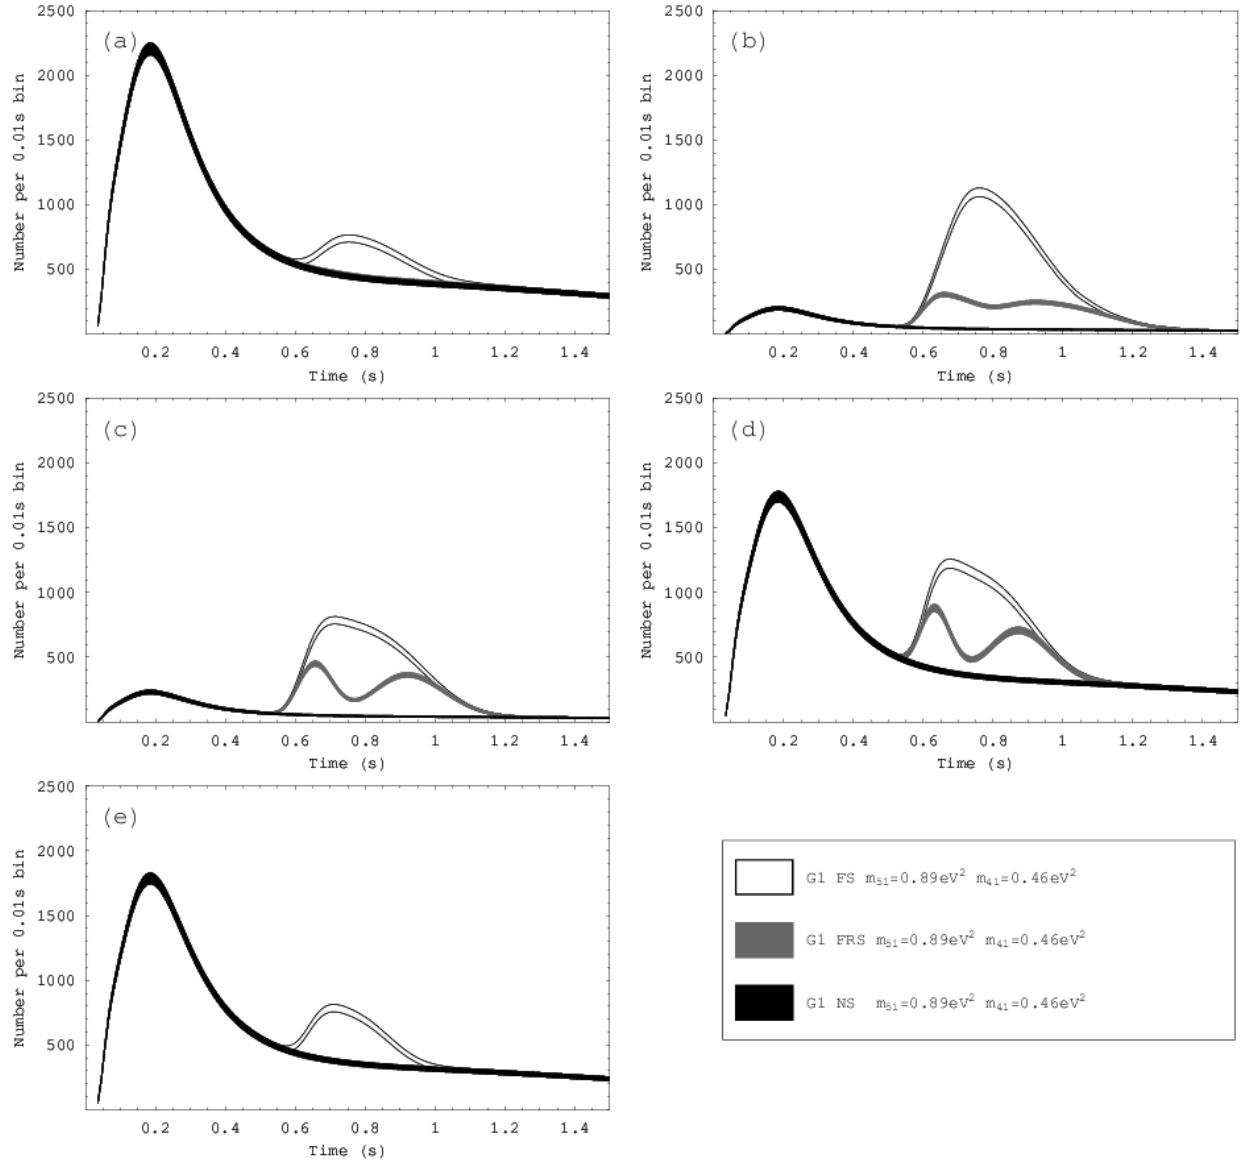 (a)
2500
2000
1500
1000
500
Number per 0.01s bin
0.2 0.4 0.6 0.8 1 1.2 1.4
Time (s)
(b)
2500
2000
1500
1000
500
Number per 0.01s bin
0.2 0.4 0.6 0.8 1 1.2 1.4
Time (s)
(c)
2500
2000
1500
1000
500
Number per 0.01s bin
0.2 0.4 0.6 0.8 1 1.2 1.4
Time (s)
(d)
2500
2000
1500
1000
500
Number per 0.01s bin
0.2 0.4 0.6 0.8 1 1.2 1.4
Time (s)
(e)
2500
2000
1500
1000
500
Number per 0.01s bin
0.2 0.4 0.6 0.8 1 1.2 1.4
Time (s)
G1 FS m₅₁=0.89eV² m₄₁=0.46eV²
G1 FRS m₅₁=0.89eV² m₄₁=0.46eV²
G1 NS m₅₁=0.89eV² m₄₁=0.46eV²